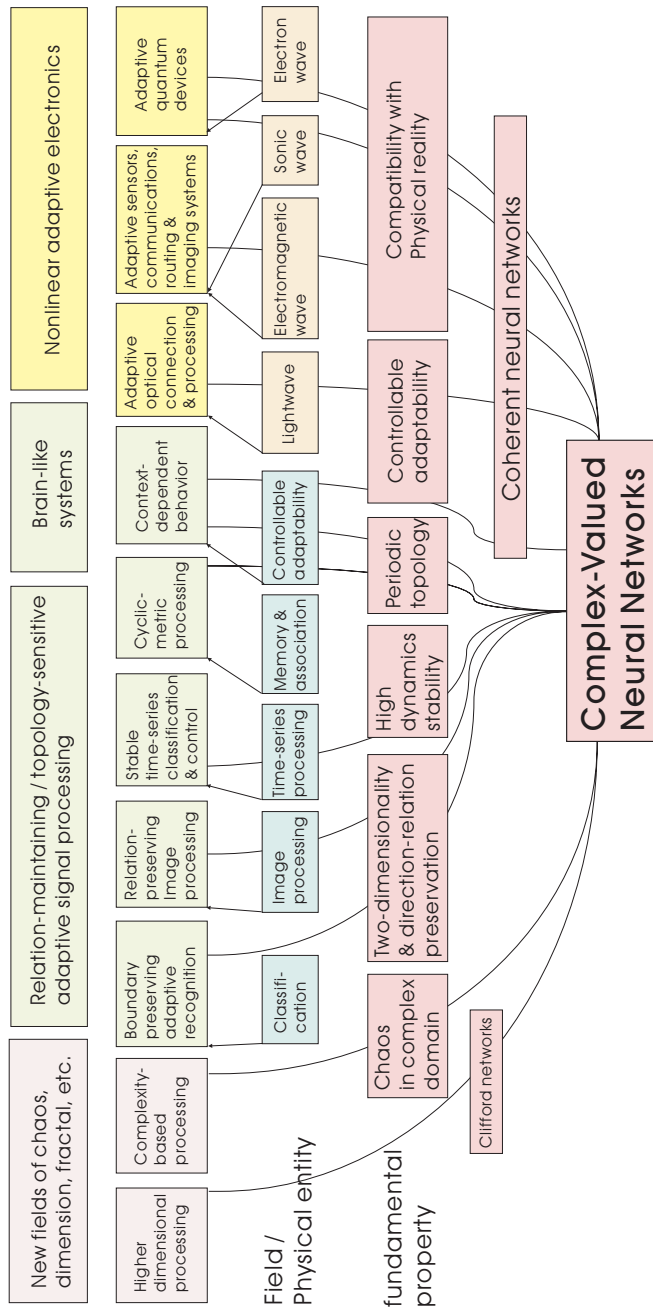 New fields of chaos,
dimension, fractal, etc.
Relation-maintaining / topology-sensitive
adaptive signal processing
Brain-like
systems
Nonlinear adaptive electronics
Higher
dimensional
processing
Complexity-
based
processing
Boundary
preserving
adaptive
recognition
Relation-
preserving
Image
processing
Stable
time-series
classification
& control
Cyclic-
metric
processing
Context-
dependent
behavior
Adaptive
optical
connection
& processing
Adaptive sensors,
communications,
routing &
imaging systems
Adaptive
quantum
devices
Field /
Physical entity
Classifi-
cation
Image
processing
Time-series
processing
Memory &
association
Controllable
adaptability
Lightwave
Electromagnetic
wave
Sonic
wave
Electron
wave
fundamental
property
Chaos
in complex
domain
Two-dimensionality
& direction-relation
preservation
High
dynamics
stability
Periodic
topology
Controllable
adaptability
Compatibility with
Physical reality
Clifford networks
Coherent neural networks
Complex-Valued
Neural Networks